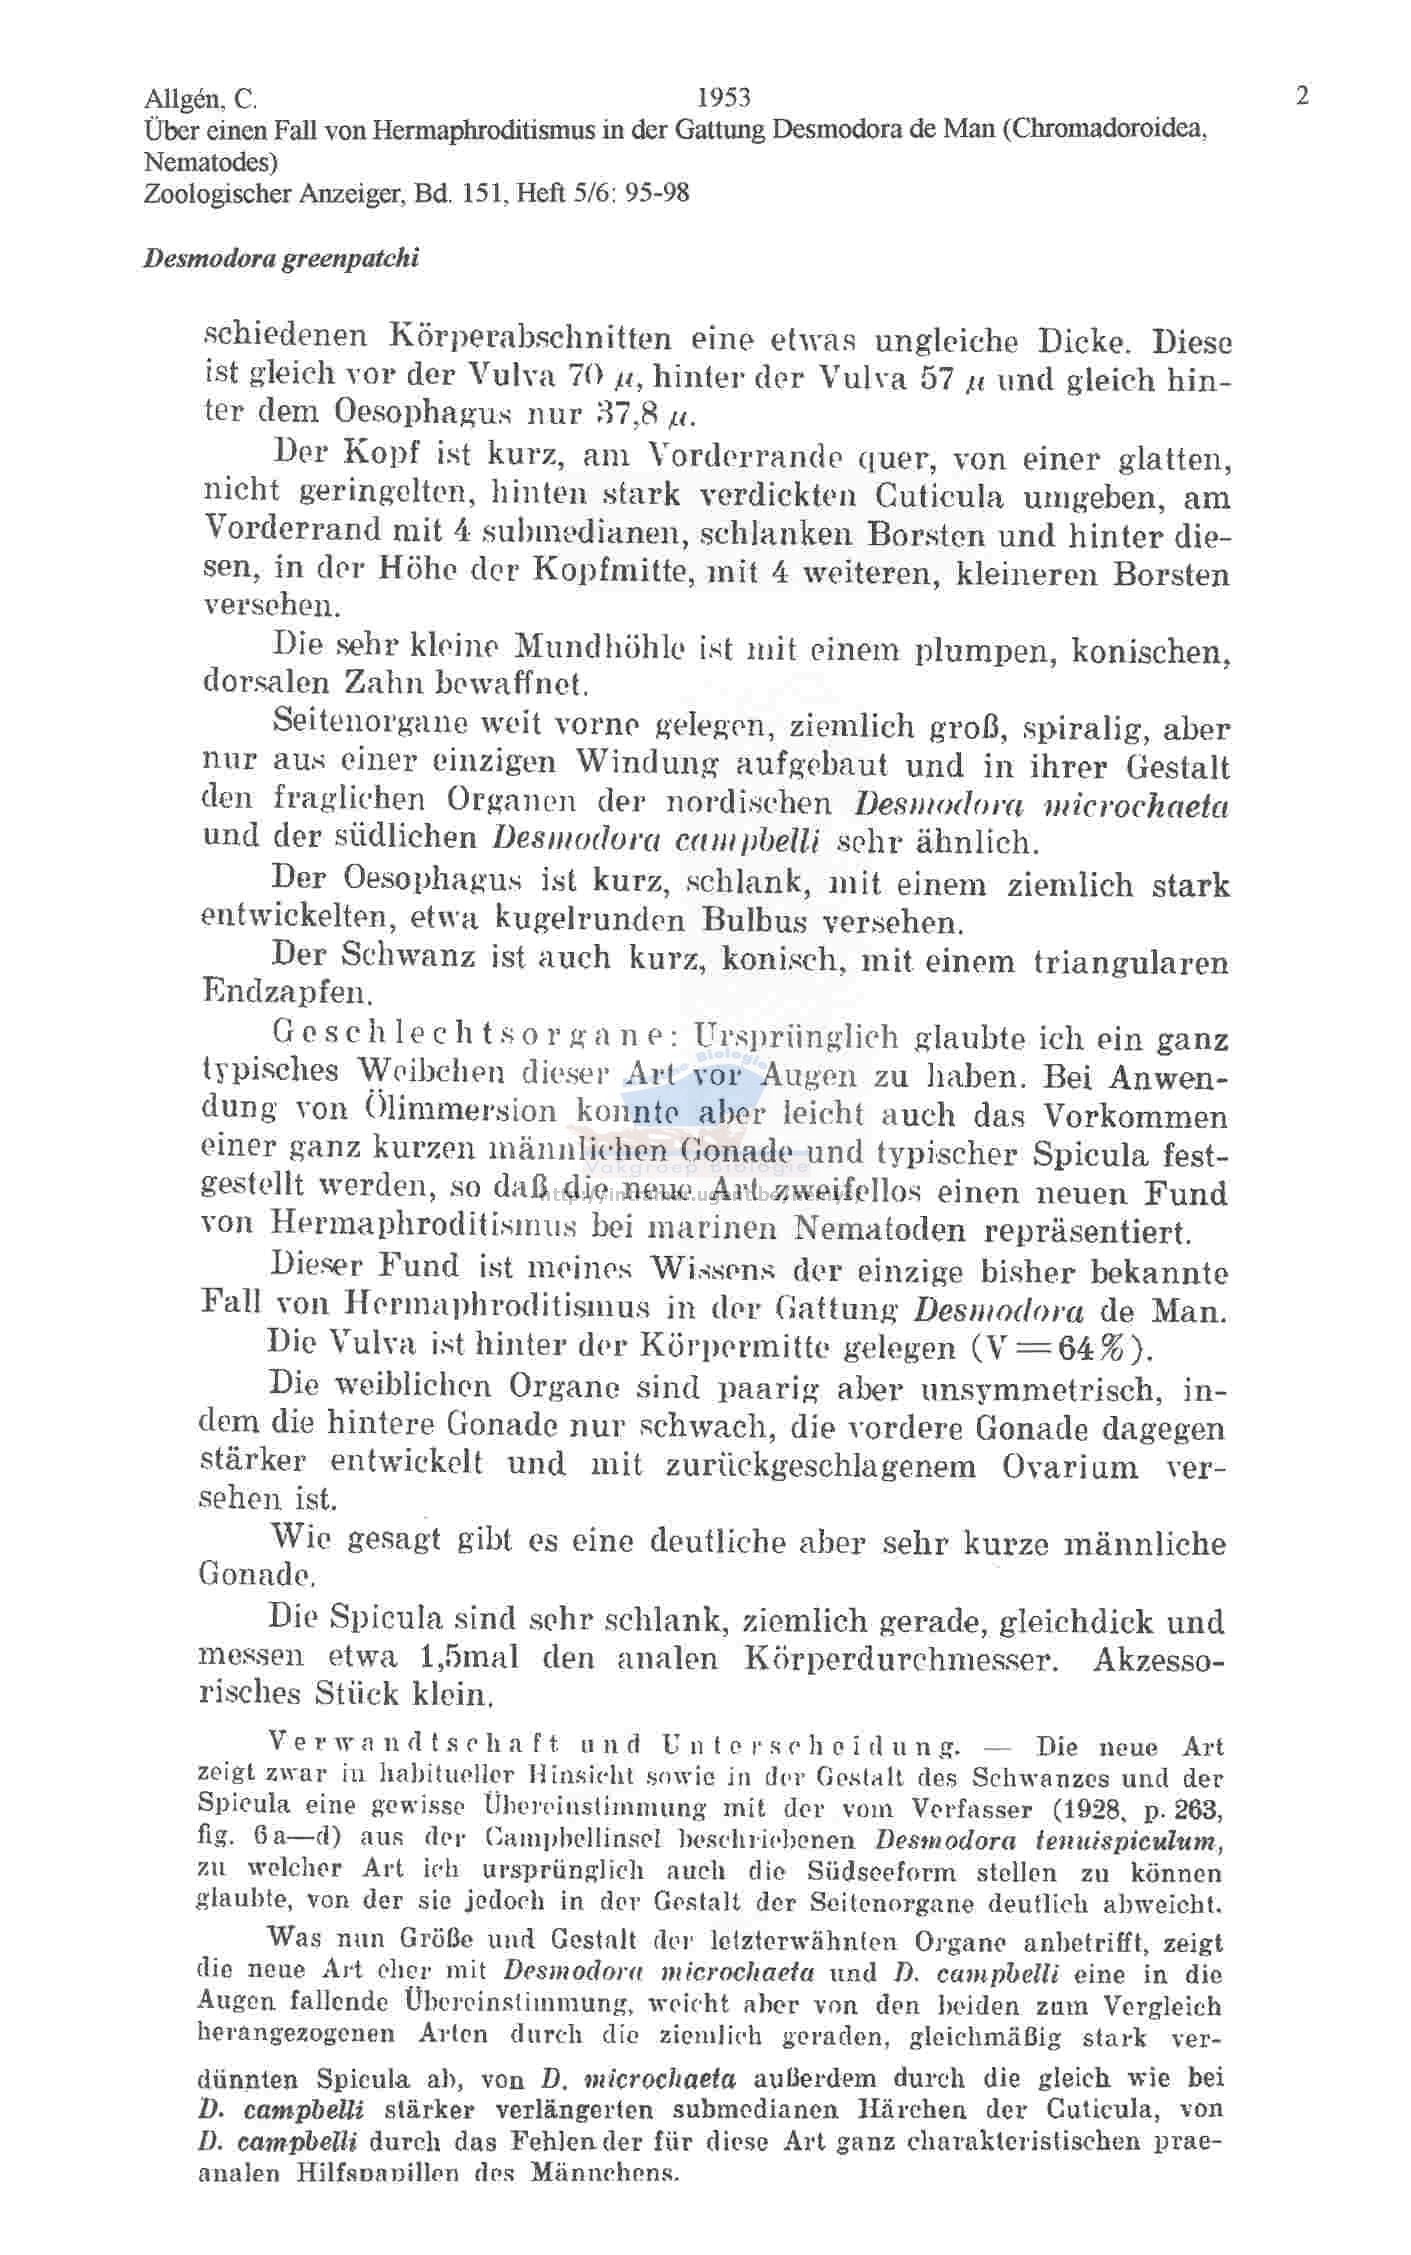 Allgén, C. 1953 2
Über einen Fall von Hermaphroditismus in der Gattung Desmodora de Man (Chromadoroidea,
Nematodes)
Zoologischer Anzeiger, Bd. 151, Heft 5/6: 95-98
Desmodora greenpatchi
schiedenen Körperabschnitten eine etwas ungleiche Dicke. Diese
ist gleich vor der Vulva 70 µ, hinter der Vulva 57 µ und gleich hin-
ter dem Oesophagus nur 37,8 µ.
Der Kopf ist kurz, am Vorderrande quer, von einer glatten,
nicht geringelten, hinten stark verdickten Cuticula umgeben, am
Vorderrand mit 4 submedianen, schlanken Borsten und hinter die-
sen, in der Höhe der Kopfmitte, mit 4 weiteren, kleineren Borsten
versehen.
Die sehr kleine Mundhöhle ist mit einem plumpen, konischen,
dorsalen Zahn bewaffnet.
Seitenorgane weit vorne gelegen, ziemlich groß, spiralig, aber
nur aus einer einzigen Windung aufgebaut und in ihrer Gestalt
den fraglichen Organen der nordischen Desmodora microchaeta
und der südlichen Desmodora campbelli sehr ähnlich.
Der Oesophagus ist kurz, schlank, mit einem ziemlich stark
entwickelten, etwa kugelrunden Bulbus versehen.
Der Schwanz ist auch kurz, konisch, mit einem triangularen
Endzapfen.
Geschlechtsorgane: Ursprünglich glaubte ich ein ganz
typisches Weibchen dieser Art vor Augen zu haben. Bei Anwen-
dung von Ölimmersion konnte aber leicht auch das Vorkommen
einer ganz kurzen männlichen Gonade und typischer Spicula fest-
gestellt werden, so daß die neue Art zweifellos einen neuen Fund
von Hermaphroditismus bei marinen Nematoden repräsentiert.
Dieser Fund ist meines Wissens der einzige bisher bekannte
Fall von Hermaphroditismus in der Gattung Desmodora de Man.
Die Vulva ist hinter der Körpermitte gelegen (V = 64%).
Die weiblichen Organe sind paarig aber unsymmetrisch, in-
dem die hintere Gonade nur schwach, die vordere Gonade dagegen
stärker entwickelt und mit zurückgeschlagenem Ovarium ver-
sehen ist.
Wie gesagt gibt es eine deutliche aber sehr kurze männliche
Gonade.
Die Spicula sind sehr schlank, ziemlich gerade, gleichdick und
messen etwa 1,5mal den analen Körperdurchmesser. Akzesso-
risches Stück klein.
Verwandtschaft und Unterscheidung. — Die neue Art
zeigt zwar in habitueller Hinsicht sowie in der Gestalt des Schwanzes und der
Spicula eine gewisse Übereinstimmung mit der vom Verfasser (1928, p. 263,
fig. 6 a—d) aus der Campbellinsel beschriebenen Desmodora tenuispiculum,
zu welcher Art ich ursprünglich auch die Südseeform stellen zu können
glaubte, von der sie jedoch in der Gestalt der Seitenorgane deutlich abweicht.
Was nun Größe und Gestalt der letzterwähnten Organe anbetrifft, zeigt
die neue Art eher mit Desmodora microchaeta und D. campbelli eine in die
Augen fallende Übereinstimmung, weicht aber von den beiden zum Vergleich
herangezogenen Arten durch die ziemlich geraden, gleichmäßig stark ver-
dünnten Spicula ab, von D. microchaeta außerdem durch die gleich wie bei
D. campbelli stärker verlängerten submedianen Härchen der Cuticula, von
D. campbelli durch das Fehlen der für diese Art ganz charakteristischen prae-
analen Hilfspapillen des Männchens.
Vakgroep Biologie